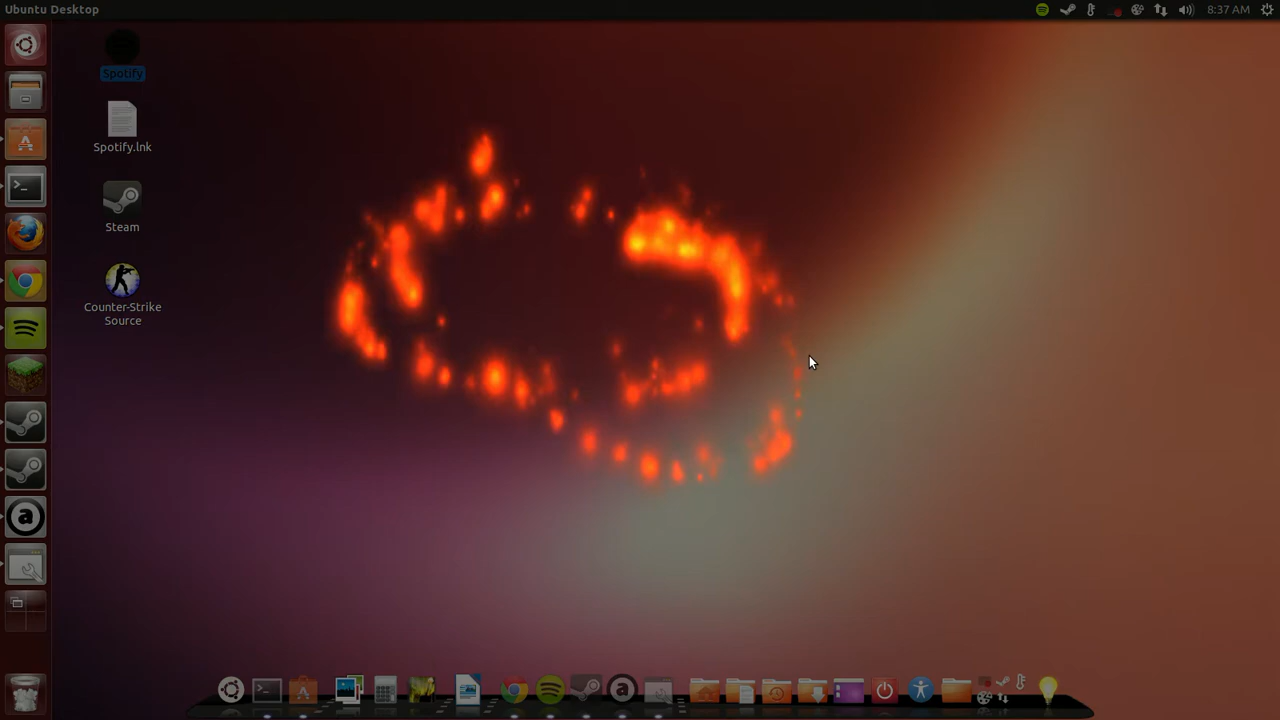 Ubuntu Desktop
8:37 AM
Spotify
Spotify.lnk
Steam
Counter-Strike
Source